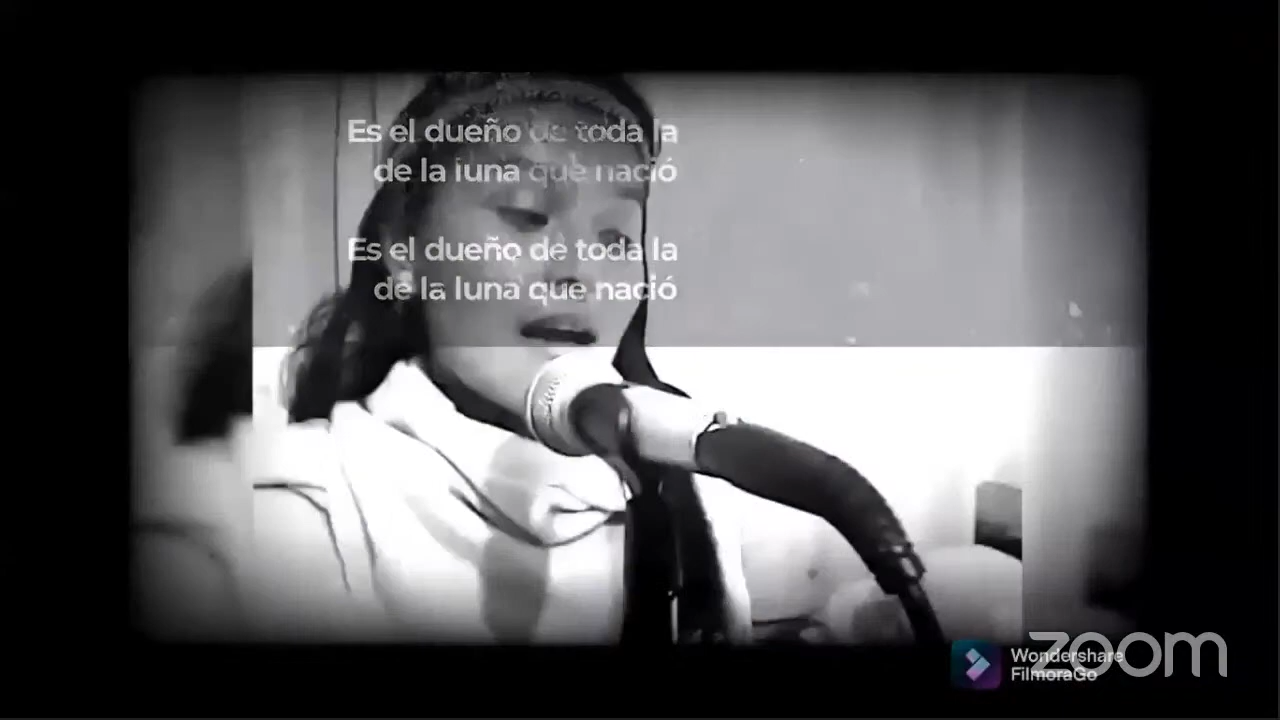 Es el dueño de toda la
de la luna que nació
Es el dueño de toda la
de la luna que nació
Wondershare
FilmoraGo
zoom